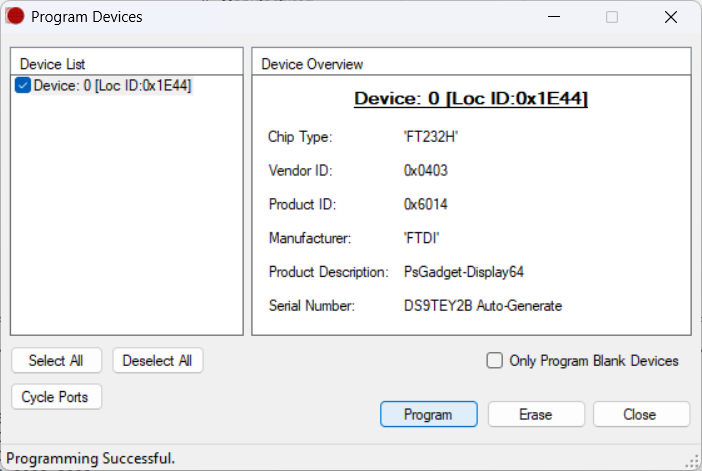 Program Devices
Device List
Device: 0 [Loc ID:0x1E44]
Device Overview
Device: 0 [Loc ID:0x1E44]
Chip Type: 'FT232H'
Vendor ID: 0x0403
Product ID: 0x6014
Manufacturer: 'FTDI'
Product Description: PsGadget-Display64
Serial Number: DS9TEY2B Auto-Generate
Select All Deselect All Only Program Blank Devices
Cycle Ports
Program Erase Close
Programming Successful.